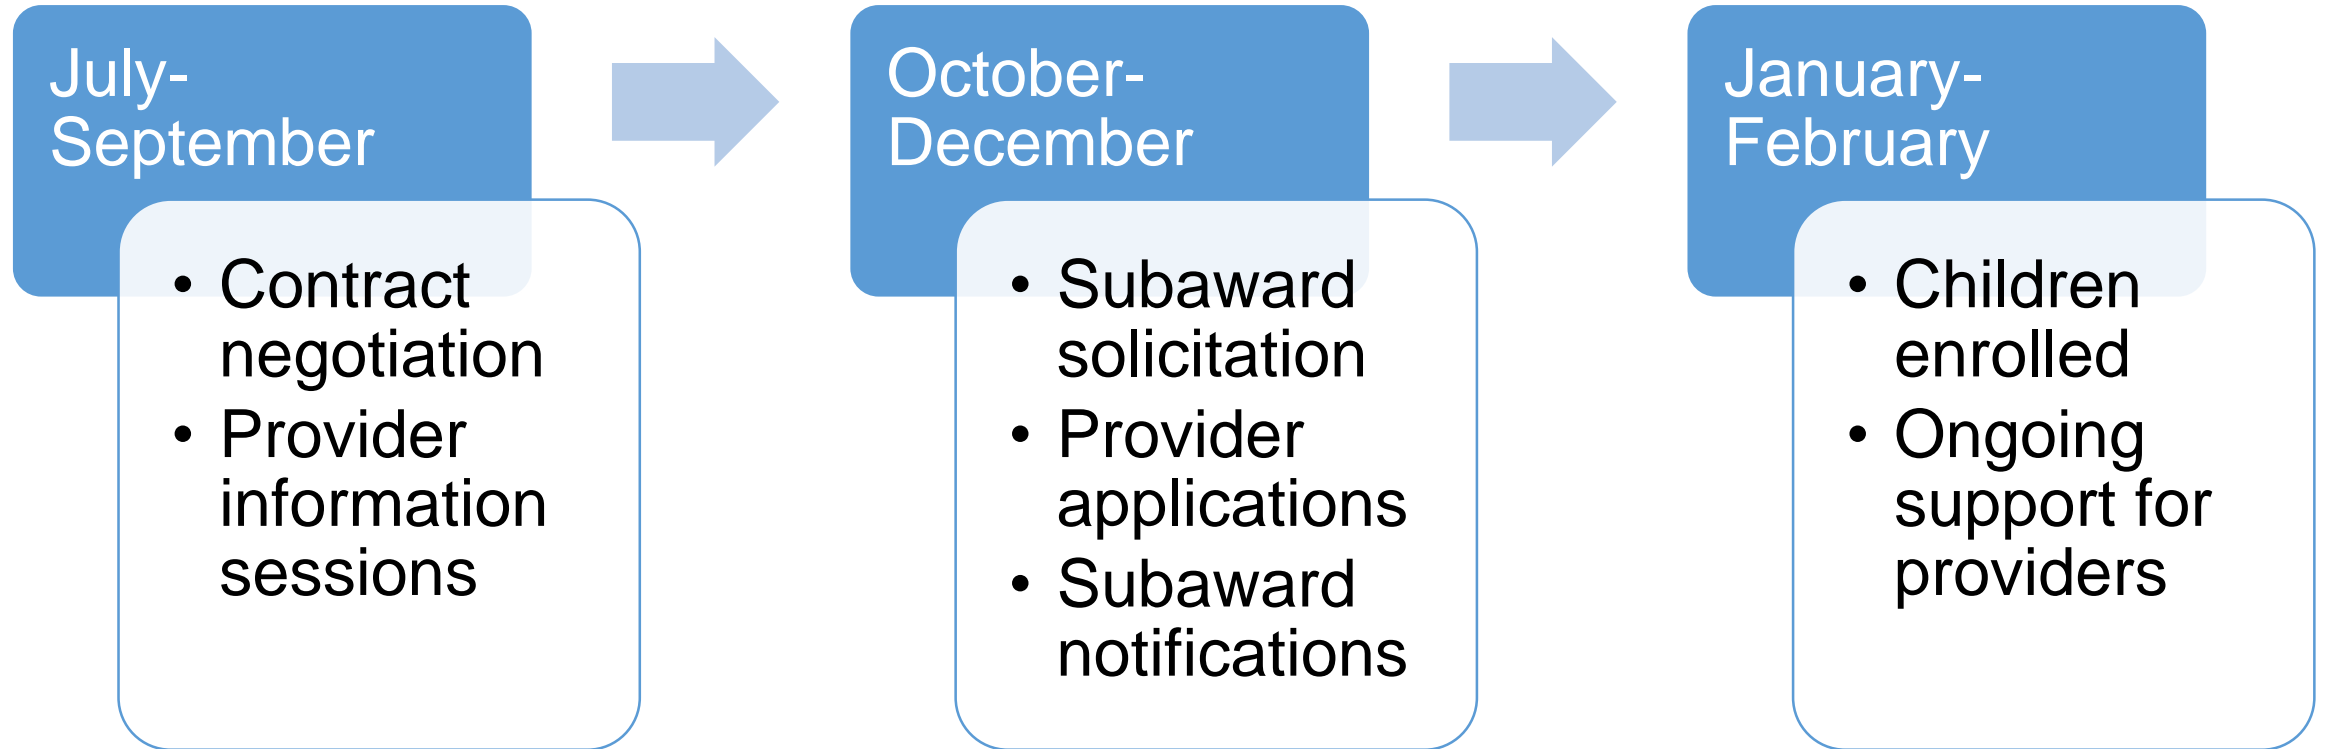 July-
September
• Contract
negotiation
• Provider
information
sessions
October-
December
• Subaward
solicitation
• Provider
applications
• Subaward
notifications
January-
February
• Children
enrolled
• Ongoing
support for
providers